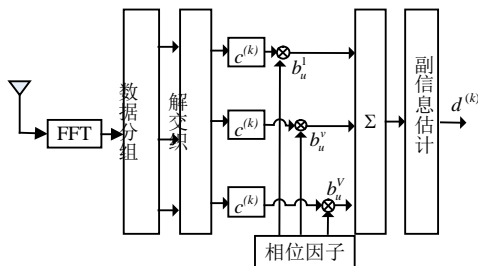 FFT
数据分组
解交织
c^{(k)}
b_u^1
c^{(k)}
b_u^v
c^{(k)}
b_u^V
相位因子
Σ
副信息估计
d^{(k)}